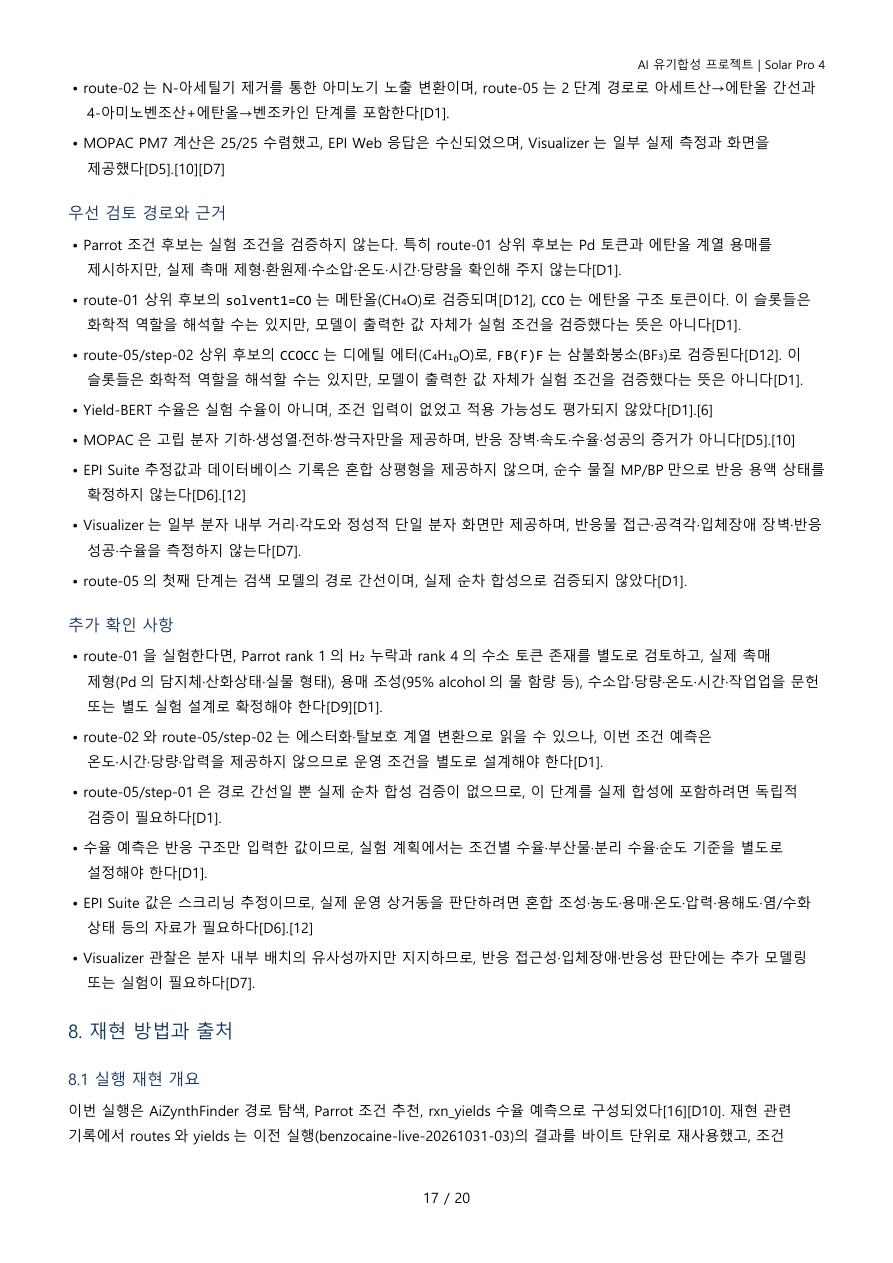 AI 유기합성 프로젝트 | Solar Pro 4
• route-02 는 N-아세틸기 제거를 통한 아미노기 노출 변환이며, route-05 는 2 단계 경로로 아세트산→에탄올 간선과
4-아미노벤조산+에탄올→벤조카인 단계를 포함한다[D1].
• MOPAC PM7 계산은 25/25 수렴했고, EPI Web 응답은 수신되었으며, Visualizer 는 일부 실제 측정과 화면을
제공했다[D5].[10][D7]
우선 검토 경로와 근거
• Parrot 조건 후보는 실험 조건을 검증하지 않는다. 특히 route-01 상위 후보는 Pd 토큰과 에탄올 계열 용매를
제시하지만, 실제 촉매 제형·환원제·수소압·온도·시간·당량을 확인해 주지 않는다[D1].
• route-01 상위 후보의 solvent1=CO 는 메탄올(CH₄O)로 검증되며[D12], CCO 는 에탄올 구조 토큰이다. 이 슬롯들은
화학적 역할을 해석할 수는 있지만, 모델이 출력한 값 자체가 실험 조건을 검증했다는 뜻은 아니다[D1].
• route-05/step-02 상위 후보의 CCOCC 는 디에틸 에터(C₄H₁₀O)로, FB(F)F 는 삼불화붕소(BF₃)로 검증된다[D12]. 이
슬롯들은 화학적 역할을 해석할 수는 있지만, 모델이 출력한 값 자체가 실험 조건을 검증했다는 뜻은 아니다[D1].
• Yield-BERT 수율은 실험 수율이 아니며, 조건 입력이 없었고 적용 가능성도 평가되지 않았다[D1].[6]
• MOPAC 은 고립 분자 기하·생성열·전하·쌍극자만을 제공하며, 반응 장벽·속도·수율·성공의 증거가 아니다[D5].[10]
• EPI Suite 추정값과 데이터베이스 기록은 혼합 상평형을 제공하지 않으며, 순수 물질 MP/BP 만으로 반응 용액 상태를
확정하지 않는다[D6].[12]
• Visualizer 는 일부 분자 내부 거리·각도와 정성적 단일 분자 화면만 제공하며, 반응물 접근·공격각·입체장애 장벽·반응
성공·수율을 측정하지 않는다[D7].
• route-05 의 첫째 단계는 검색 모델의 경로 간선이며, 실제 순차 합성으로 검증되지 않았다[D1].
추가 확인 사항
• route-01 을 실험한다면, Parrot rank 1 의 H₂ 누락과 rank 4 의 수소 토큰 존재를 별도로 검토하고, 실제 촉매
제형(Pd 의 담지체·산화상태·실물 형태), 용매 조성(95% alcohol 의 물 함량 등), 수소압·당량·온도·시간·작업업을 문헌
또는 별도 실험 설계로 확정해야 한다[D9][D1].
• route-02 와 route-05/step-02 는 에스터화·탈보호 계열 변환으로 읽을 수 있으나, 이번 조건 예측은
온도·시간·당량·압력을 제공하지 않으므로 운영 조건을 별도로 설계해야 한다[D1].
• route-05/step-01 은 경로 간선일 뿐 실제 순차 합성 검증이 없으므로, 이 단계를 실제 합성에 포함하려면 독립적
검증이 필요하다[D1].
• 수율 예측은 반응 구조만 입력한 값이므로, 실험 계획에서는 조건별 수율·부산물·분리 수율·순도 기준을 별도로
설정해야 한다[D1].
• EPI Suite 값은 스크리닝 추정이므로, 실제 운영 상거동을 판단하려면 혼합 조성·농도·용매·온도·압력·용해도·염/수화
상태 등의 자료가 필요하다[D6].[12]
• Visualizer 관찰은 분자 내부 배치의 유사성까지만 지지하므로, 반응 접근성·입체장애·반응성 판단에는 추가 모델링
또는 실험이 필요하다[D7].
8. 재현 방법과 출처
8.1 실행 재현 개요
이번 실행은 AiZynthFinder 경로 탐색, Parrot 조건 추천, rxn_yields 수율 예측으로 구성되었다[16][D10]. 재현 관련
기록에서 routes 와 yields 는 이전 실행(benzocaine-live-20261031-03)의 결과를 바이트 단위로 재사용했고, 조건
17 / 20